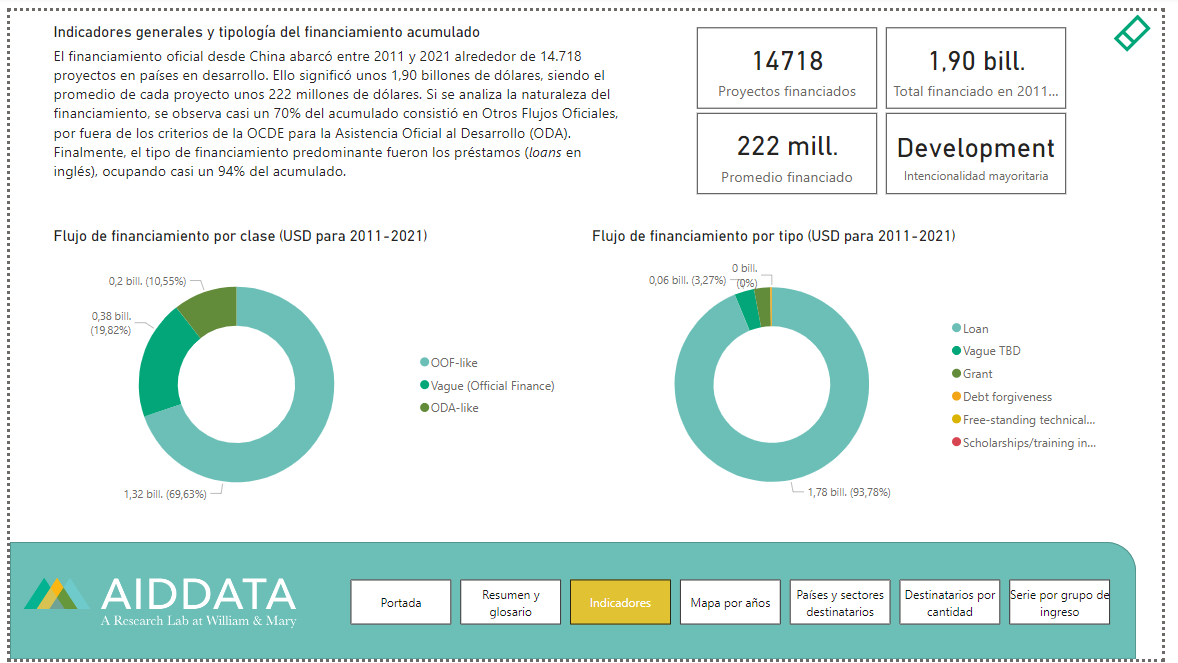 Indicadores generales y tipología del financiamiento acumulado
El financiamiento oficial desde China abarcó entre 2011 y 2021 alrededor de 14.718
proyectos en países en desarrollo. Ello significó unos 1,90 billones de dólares, siendo el
promedio de cada proyecto unos 222 millones de dólares. Si se analiza la naturaleza del
financiamiento, se observa casi un 70% del acumulado consistió en Otros Flujos Oficiales,
por fuera de los criterios de la OCDE para la Asistencia Oficial al Desarrollo (ODA).
Finalmente, el tipo de financiamiento predominante fueron los préstamos (loans en
inglés), ocupando casi un 94% del acumulado.
14718
Proyectos financiados
1,90 bill.
Total financiado en 2011...
222 mill.
Promedio financiado
Development
Intencionalidad mayoritaria
Flujo de financiamiento por clase (USD para 2011-2021)
0,2 bill. (10,55%)
0,38 bill.
(19,82%)
1,32 bill. (69,63%)
OOF-like
Vague (Official Finance)
ODA-like
Flujo de financiamiento por tipo (USD para 2011-2021)
0 bill.
(0%)
0,06 bill. (3,27%)
1,78 bill. (93,78%)
Loan
Vague TBD
Grant
Debt forgiveness
Free-standing technical...
Scholarships/training in...
AIDDATA
A Research Lab at William & Mary
Portada
Resumen y
glosario
Indicadores
Mapa por años
Países y sectores
destinatarios
Destinatarios por
cantidad
Serie por grupo de
ingreso